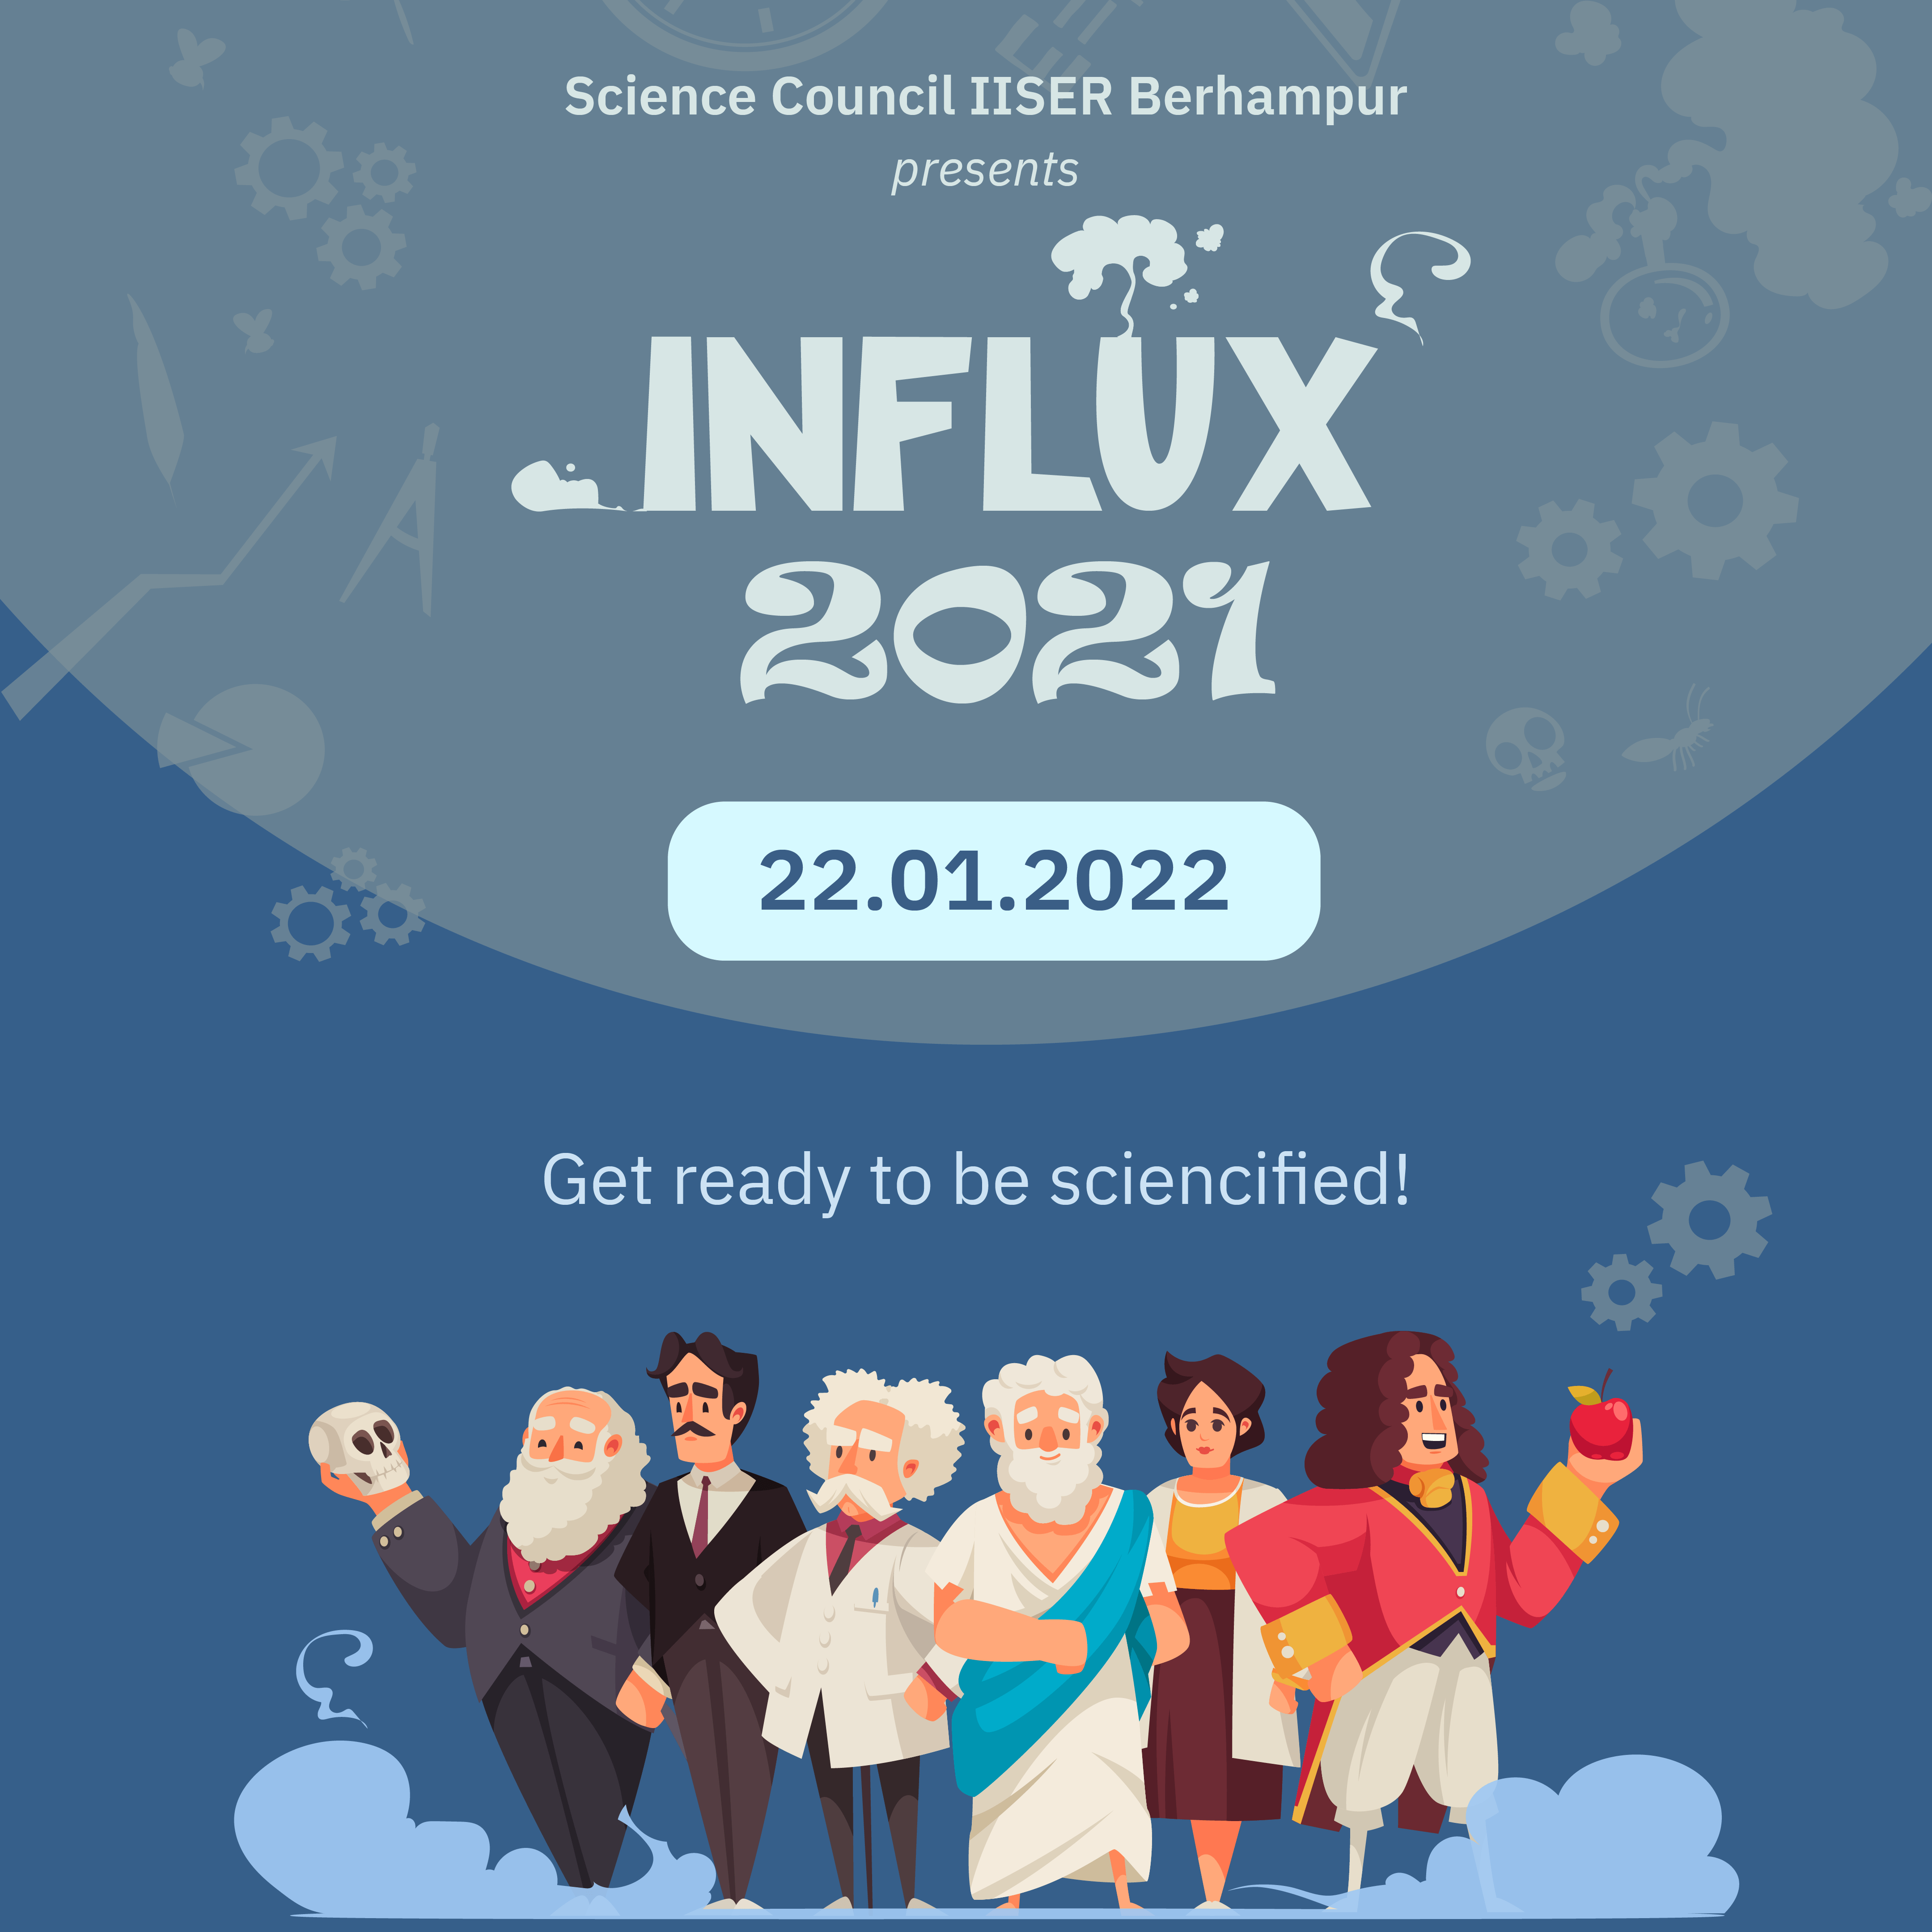 Science Council IISER Berhampur
presents
INFLUX
2021
22.01.2022
Get ready to be sciencified!